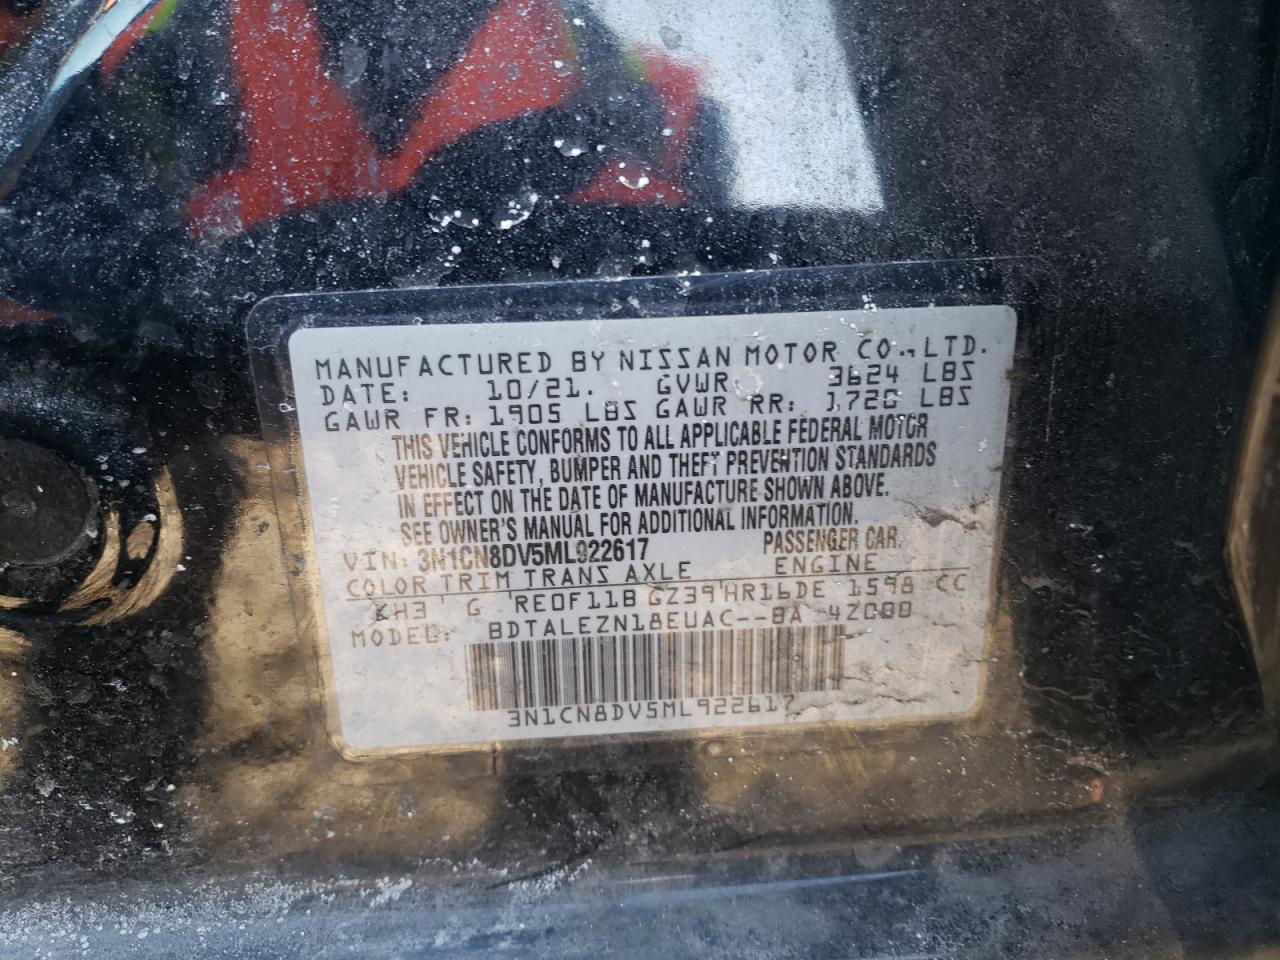 MANUFACTURED BY NISSAN MOTOR CO., LTD.
DATE: 10/21. GVWR 3624 LBS
GAWR FR: 1905 LBS GAWR RR: 1720 LBS
THIS VEHICLE CONFORMS TO ALL APPLICABLE FEDERAL MOTOR
VEHICLE SAFETY, BUMPER AND THEFT PREVENTION STANDARDS
IN EFFECT ON THE DATE OF MANUFACTURE SHOWN ABOVE.
SEE OWNER'S MANUAL FOR ADDITIONAL INFORMATION.
VIN: 3N1CN8DV5ML922617 PASSENGER CAR.
COLOR TRIM TRANS AXLE ENGINE
KH3 G RE0F11B GZ39 HR16DE 1598 CC
MODEL: BDTALEZN18EUAC--BA 4Z000
3N1CN8DV5ML922617